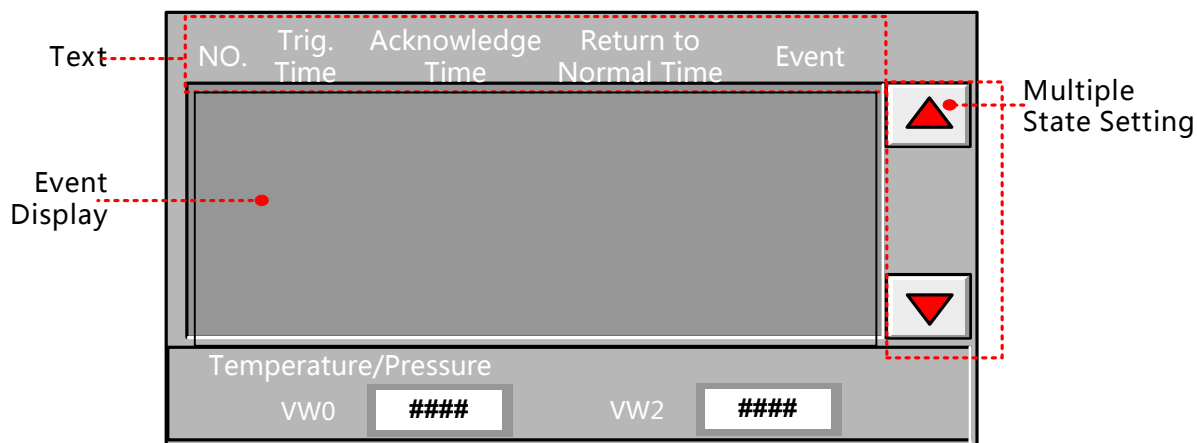 Text
NO.
Trig.
Time
Acknowledge
Time
Return to
Normal Time
Event
Multiple
State Setting
Event
Display
Temperature/Pressure
VW0 #### VW2 ####